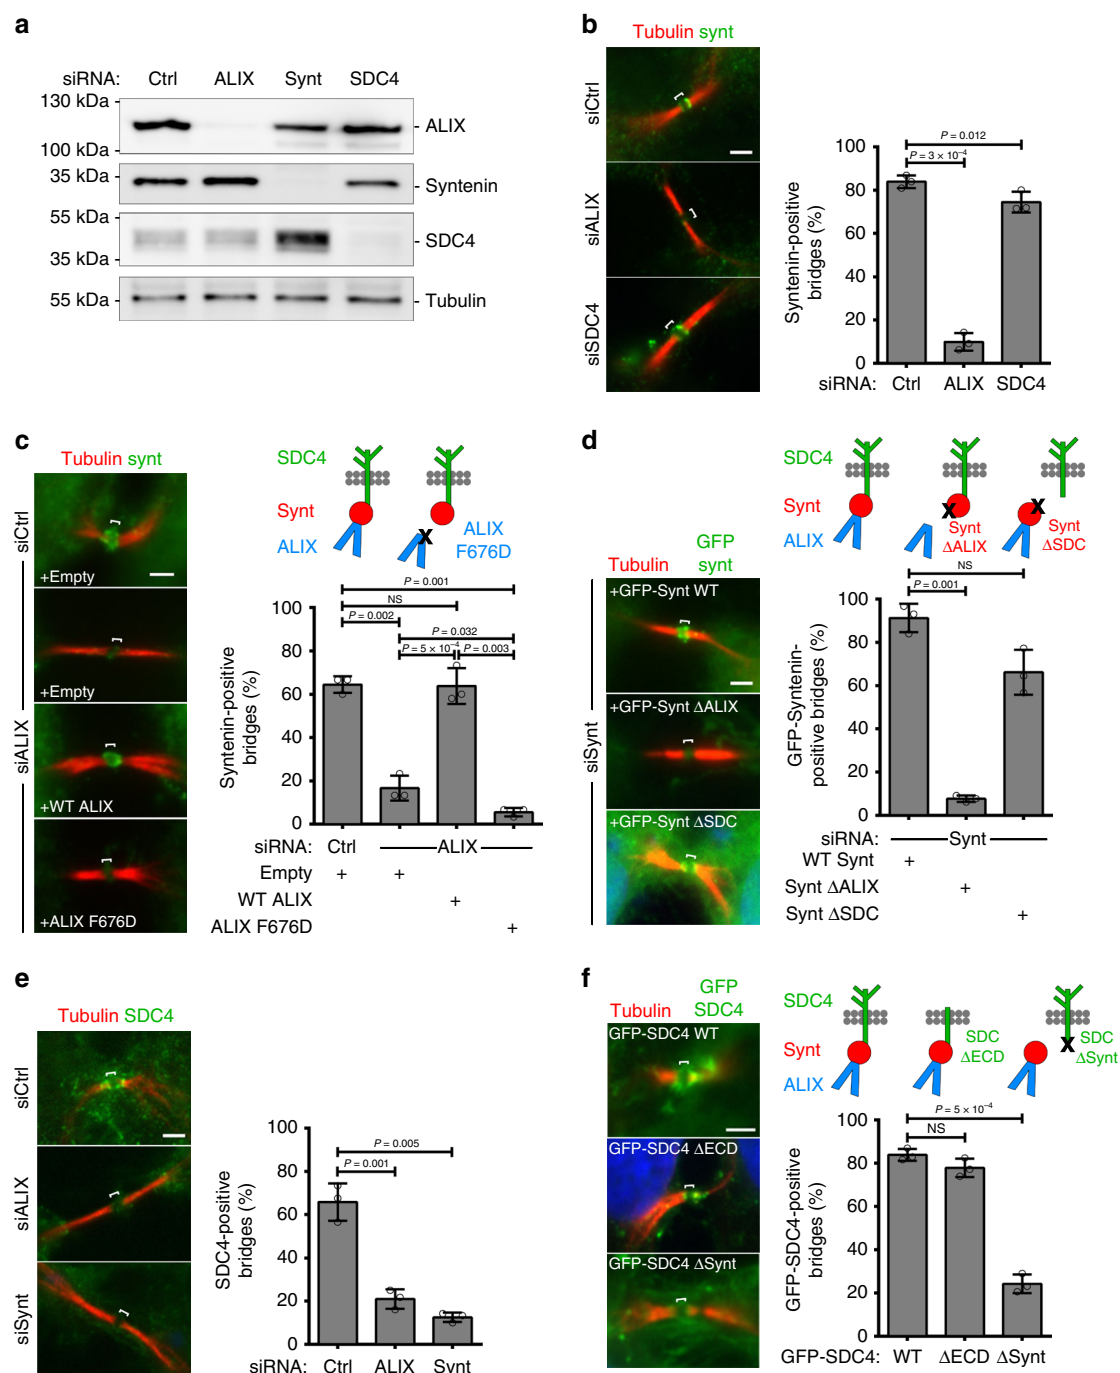 a
siRNA: Ctrl ALIX Synt SDC4
130 kDa
100 kDa
ALIX
35 kDa
Syntenin
55 kDa
35 kDa
SDC4
55 kDa
Tubulin
b
Tubulin synt
siCtrl
siALIX
siSDC4
Syntenin-positive
bridges (%)
100
80
60
40
20
0
P = 0.012
P = 3 × 10⁻⁴
siRNA: Ctrl ALIX SDC4
c
Tubulin synt
siCtrl
siALIX
+Empty
+Empty
+WT ALIX
+ALIX F676D
SDC4
Synt
ALIX
X
ALIX
F676D
P = 0.001
NS
P = 0.002
P = 0.032
P = 5 × 10⁻⁴
P = 0.003
Syntenin-positive
bridges (%)
100
80
60
40
20
0
siRNA: Ctrl ALIX
Empty + +
WT ALIX +
ALIX F676D +
d
Tubulin
GFP
synt
siSynt
+GFP-Synt WT
+GFP-Synt ΔALIX
+GFP-Synt ΔSDC
SDC4
Synt
ALIX
X
Synt
ΔALIX
X
Synt
ΔSDC
NS
P = 0.001
GFP-Syntenin-
positive bridges (%)
100
80
60
40
20
0
siRNA: Synt
WT Synt +
Synt ΔALIX +
Synt ΔSDC +
e
Tubulin SDC4
siCtrl
siALIX
siSynt
SDC4-positive
bridges (%)
100
80
60
40
20
0
P = 0.005
P = 0.001
siRNA: Ctrl ALIX Synt
f
Tubulin
GFP
SDC4
GFP-SDC4 WT
GFP-SDC4 ΔECD
GFP-SDC4 ΔSynt
SDC4
Synt
ALIX
SDC
ΔECD
X
SDC
ΔSynt
P = 5 × 10⁻⁴
NS
GFP-SDC4-positive
bridges (%)
100
80
60
40
20
0
GFP-SDC4: WT ΔECD ΔSynt